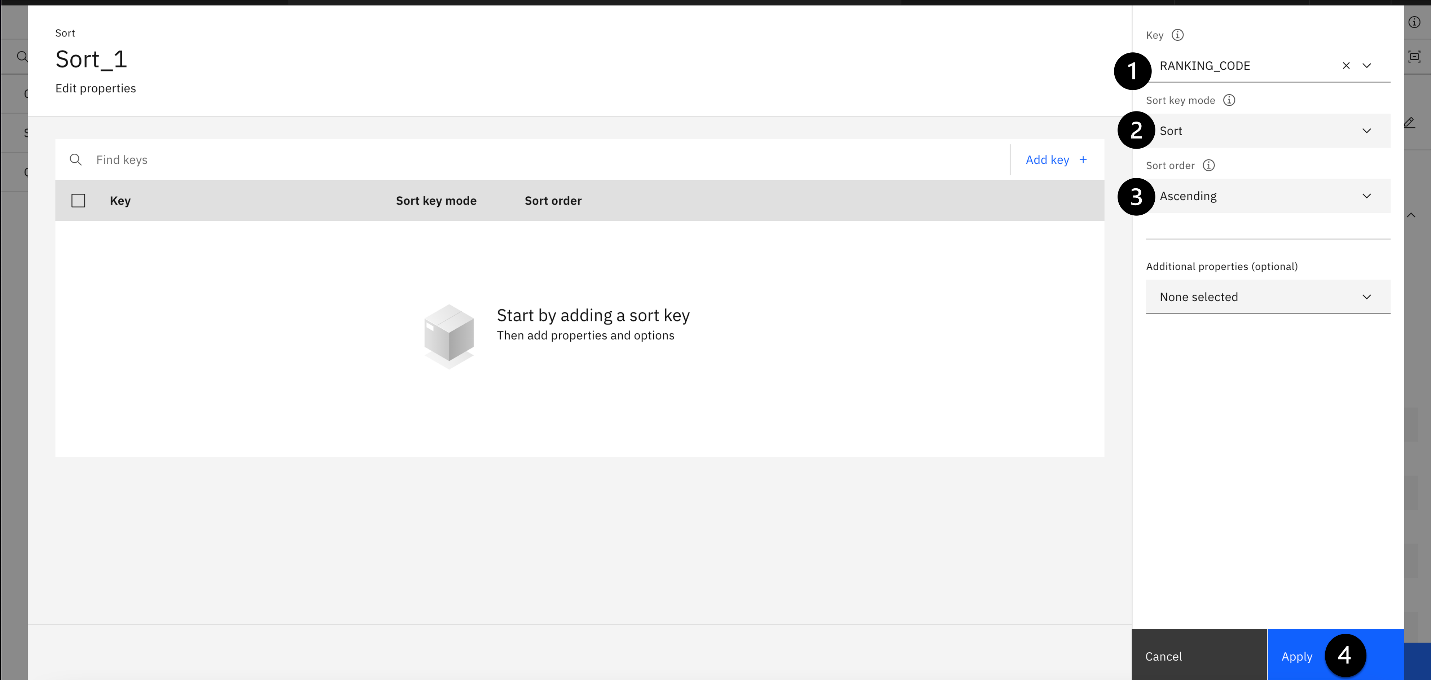 Sort
Sort_1
Edit properties
Find keys
Add key +
Key Sort key mode Sort order
Start by adding a sort key
Then add properties and options
Key
1 RANKING_CODE
Sort key mode
2 Sort
Sort order
3 Ascending
Additional properties (optional)
None selected
Cancel
Apply 4